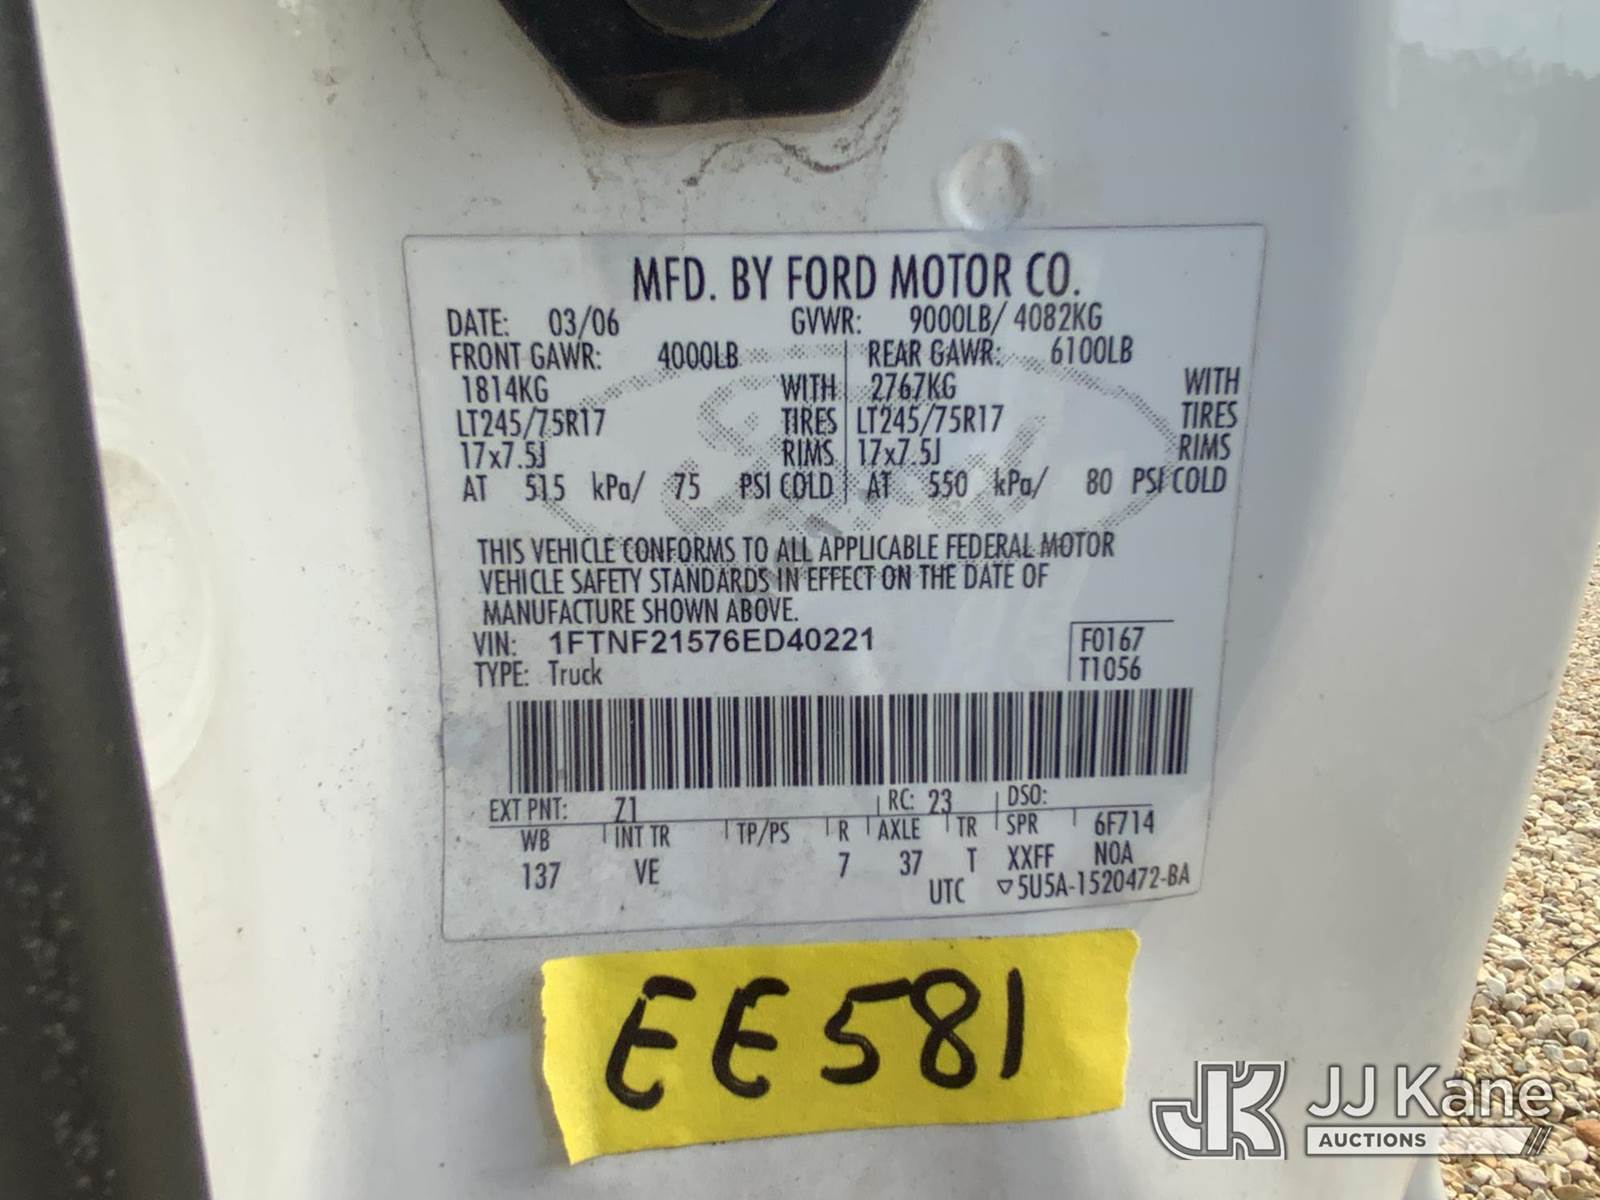 MFD. BY FORD MOTOR CO.
DATE: 03/06 GVWR: 9000LB/ 4082KG
FRONT GAWR: 4000LB REAR GAWR: 6100LB
1814KG WITH 2767KG WITH
LT245/75R17 TIRES LT245/75R17 TIRES
17x7.5J RIMS 17x7.5J RIMS
AT 515 kPa/ 75 PSI COLD AT 550 kPa/ 80 PSI COLD
THIS VEHICLE CONFORMS TO ALL APPLICABLE FEDERAL MOTOR
VEHICLE SAFETY STANDARDS IN EFFECT ON THE DATE OF
MANUFACTURE SHOWN ABOVE.
VIN: 1FTNF21576ED40221 F0167
TYPE: Truck T1056
EXT PNT: Z1 RC: 23 DSO:
WB INT TR TP/PS R AXLE TR SPR 6F714
137 VE 7 37 T XXFF N0A
UTC ▽5U5A-1520472-BA
EE581
JK JJ Kane
AUCTIONS